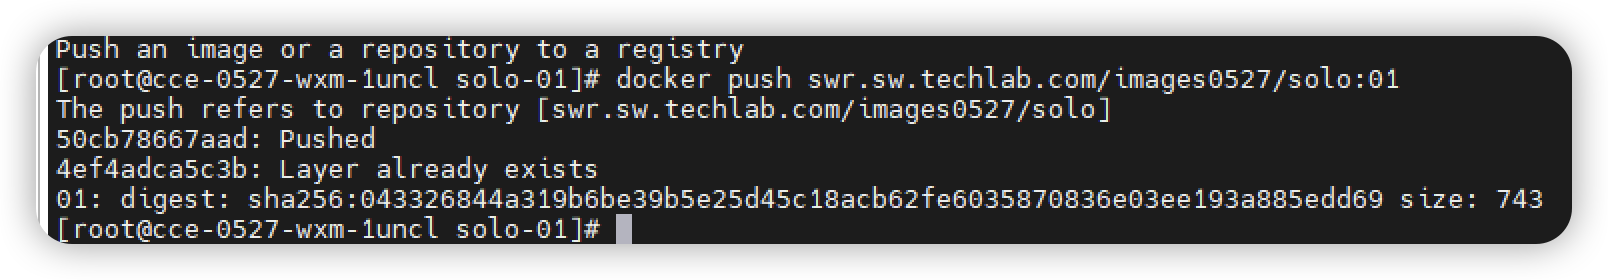 Push an image or a repository to a registry
[root@cce-0527-wxm-1uncl solo-01]# docker push swr.sw.techlab.com/images0527/solo:01
The push refers to repository [swr.sw.techlab.com/images0527/solo]
50cb78667aad: Pushed
4ef4adca5c3b: Layer already exists
01: digest: sha256:043326844a319b6be39b5e25d45c18acb62fe6035870836e03ee193a885edd69 size: 743
[root@cce-0527-wxm-1uncl solo-01]#